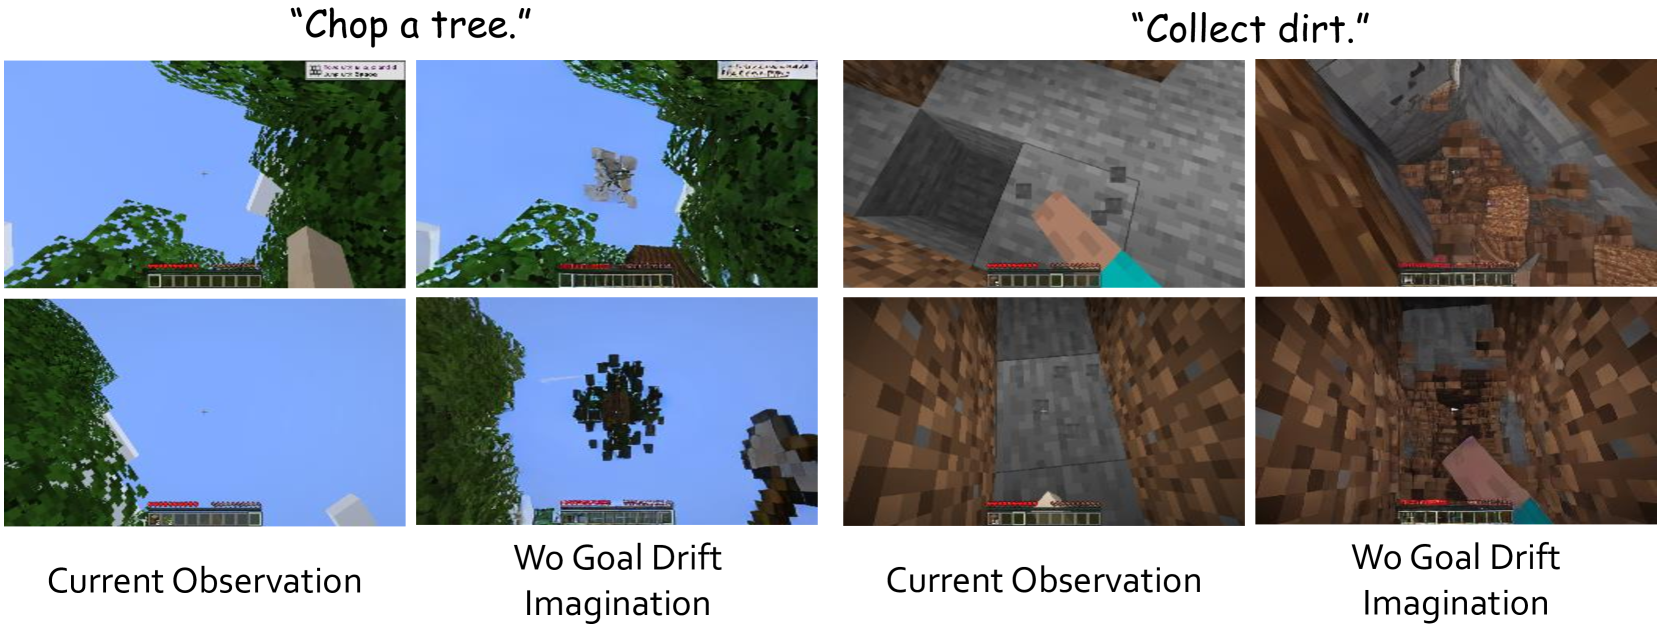 “Chop a tree.”
“Collect dirt.”
Current Observation
Wo Goal Drift
Imagination
Current Observation
Wo Goal Drift
Imagination